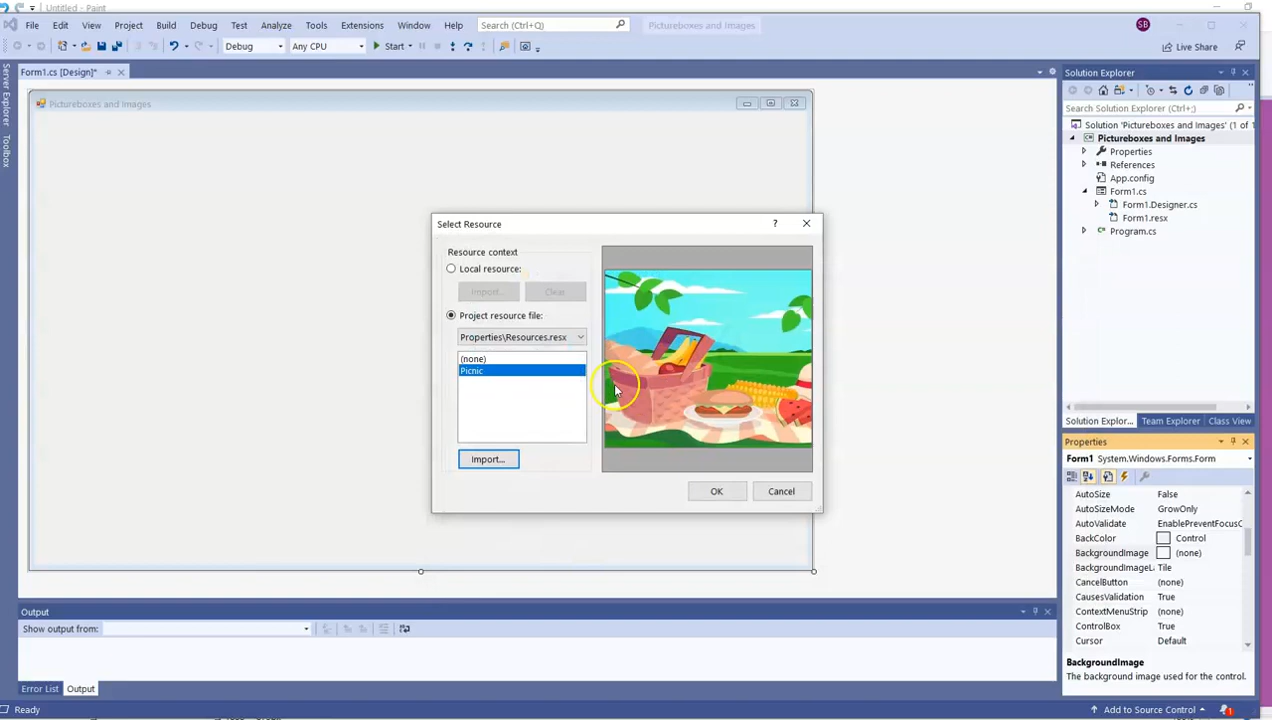 Untitled - Paint
File Edit View Project Build Debug Test Analyze Tools Extensions Window Help Search (Ctrl+Q) Pictureboxes and Images SB
Debug Any CPU Start Live Share
Form1.cs [Design]*
Server Explorer
Toolbox
Pictureboxes and Images
Select Resource
Resource context
Local resource:
Import... Clear
Project resource file:
Properties\Resources.resx
(none)
Picnic
Import...
OK Cancel
Solution Explorer
Search Solution Explorer (Ctrl+;)
Solution 'Pictureboxes and Images' (1 of 1
Pictureboxes and Images
Properties
References
App.config
Form1.cs
Form1.Designer.cs
Form1.resx
Program.cs
Solution Explor... Team Explorer Class View
Properties
Form1 System.Windows.Forms.Form
AutoSize False
AutoSizeMode GrowOnly
AutoValidate EnablePreventFocusC
BackColor Control
BackgroundImage (none)
BackgroundImageLa Tile
CancelButton (none)
CausesValidation True
ContextMenuStrip (none)
ControlBox True
Cursor Default
BackgroundImage
The background image used for the control.
Output
Show output from:
Error List Output
Ready Add to Source Control 1